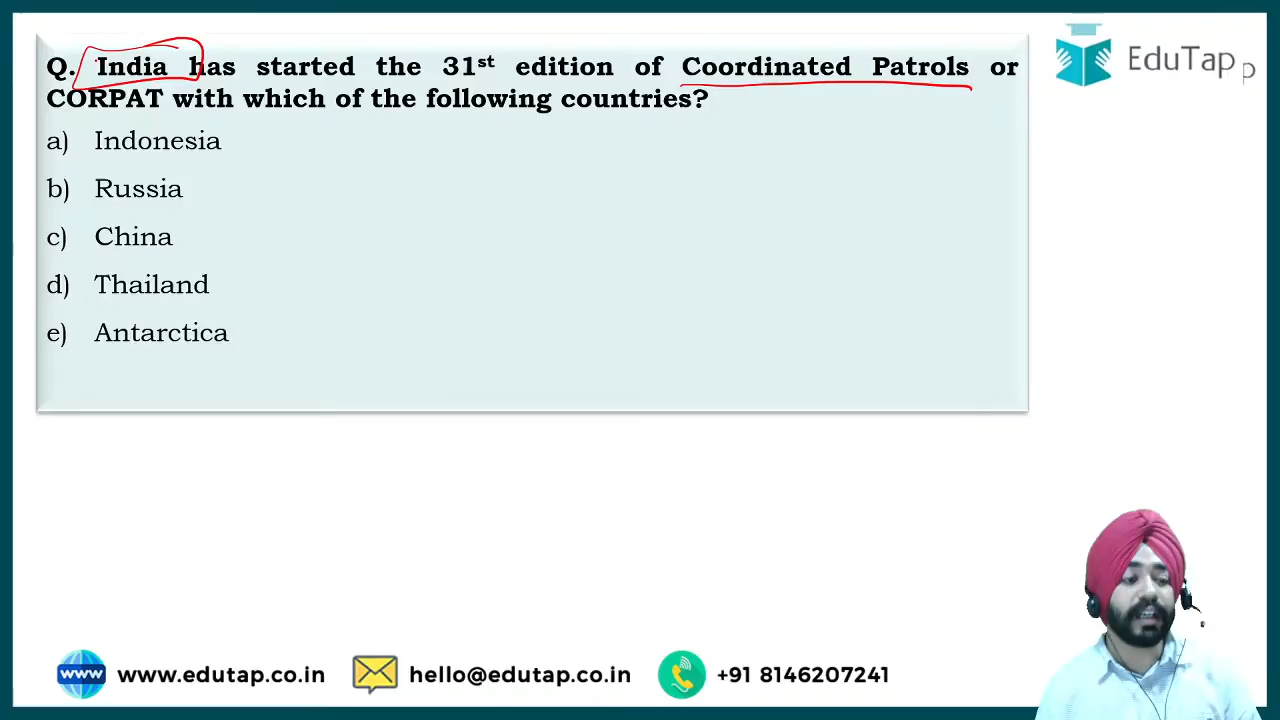 Q. India has started the 31st edition of Coordinated Patrols or
CORPAT with which of the following countries?
a) Indonesia
b) Russia
c) China
d) Thailand
e) Antarctica
EduTap
p
www www.edutap.co.in hello@edutap.co.in +91 8146207241